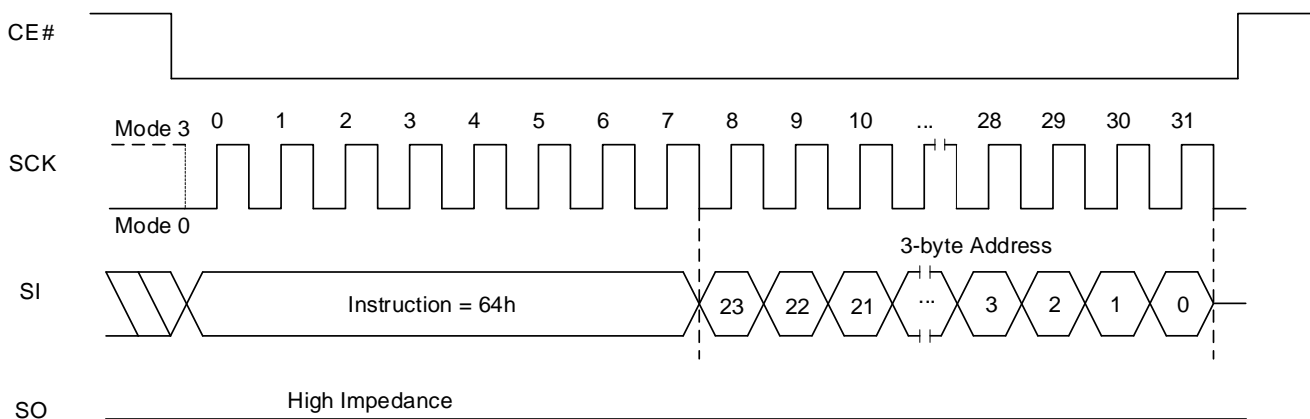 CE#
Mode 3 0 1 2 3 4 5 6 7 8 9 10 ... 28 29 30 31
SCK
Mode 0
3-byte Address
SI
Instruction = 64h 23 22 21 ... 3 2 1 0
High Impedance
SO